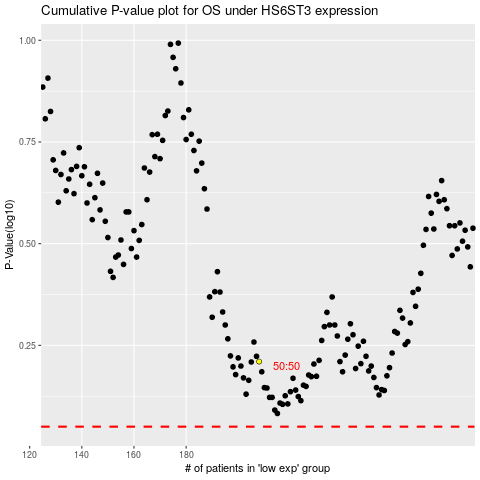 Cumulative P-value plot for OS under HS6ST3 expression
1.00
0.75
0.50
0.25
P-Value(log10)
50:50
120 140 160 180
# of patients in 'low exp' group